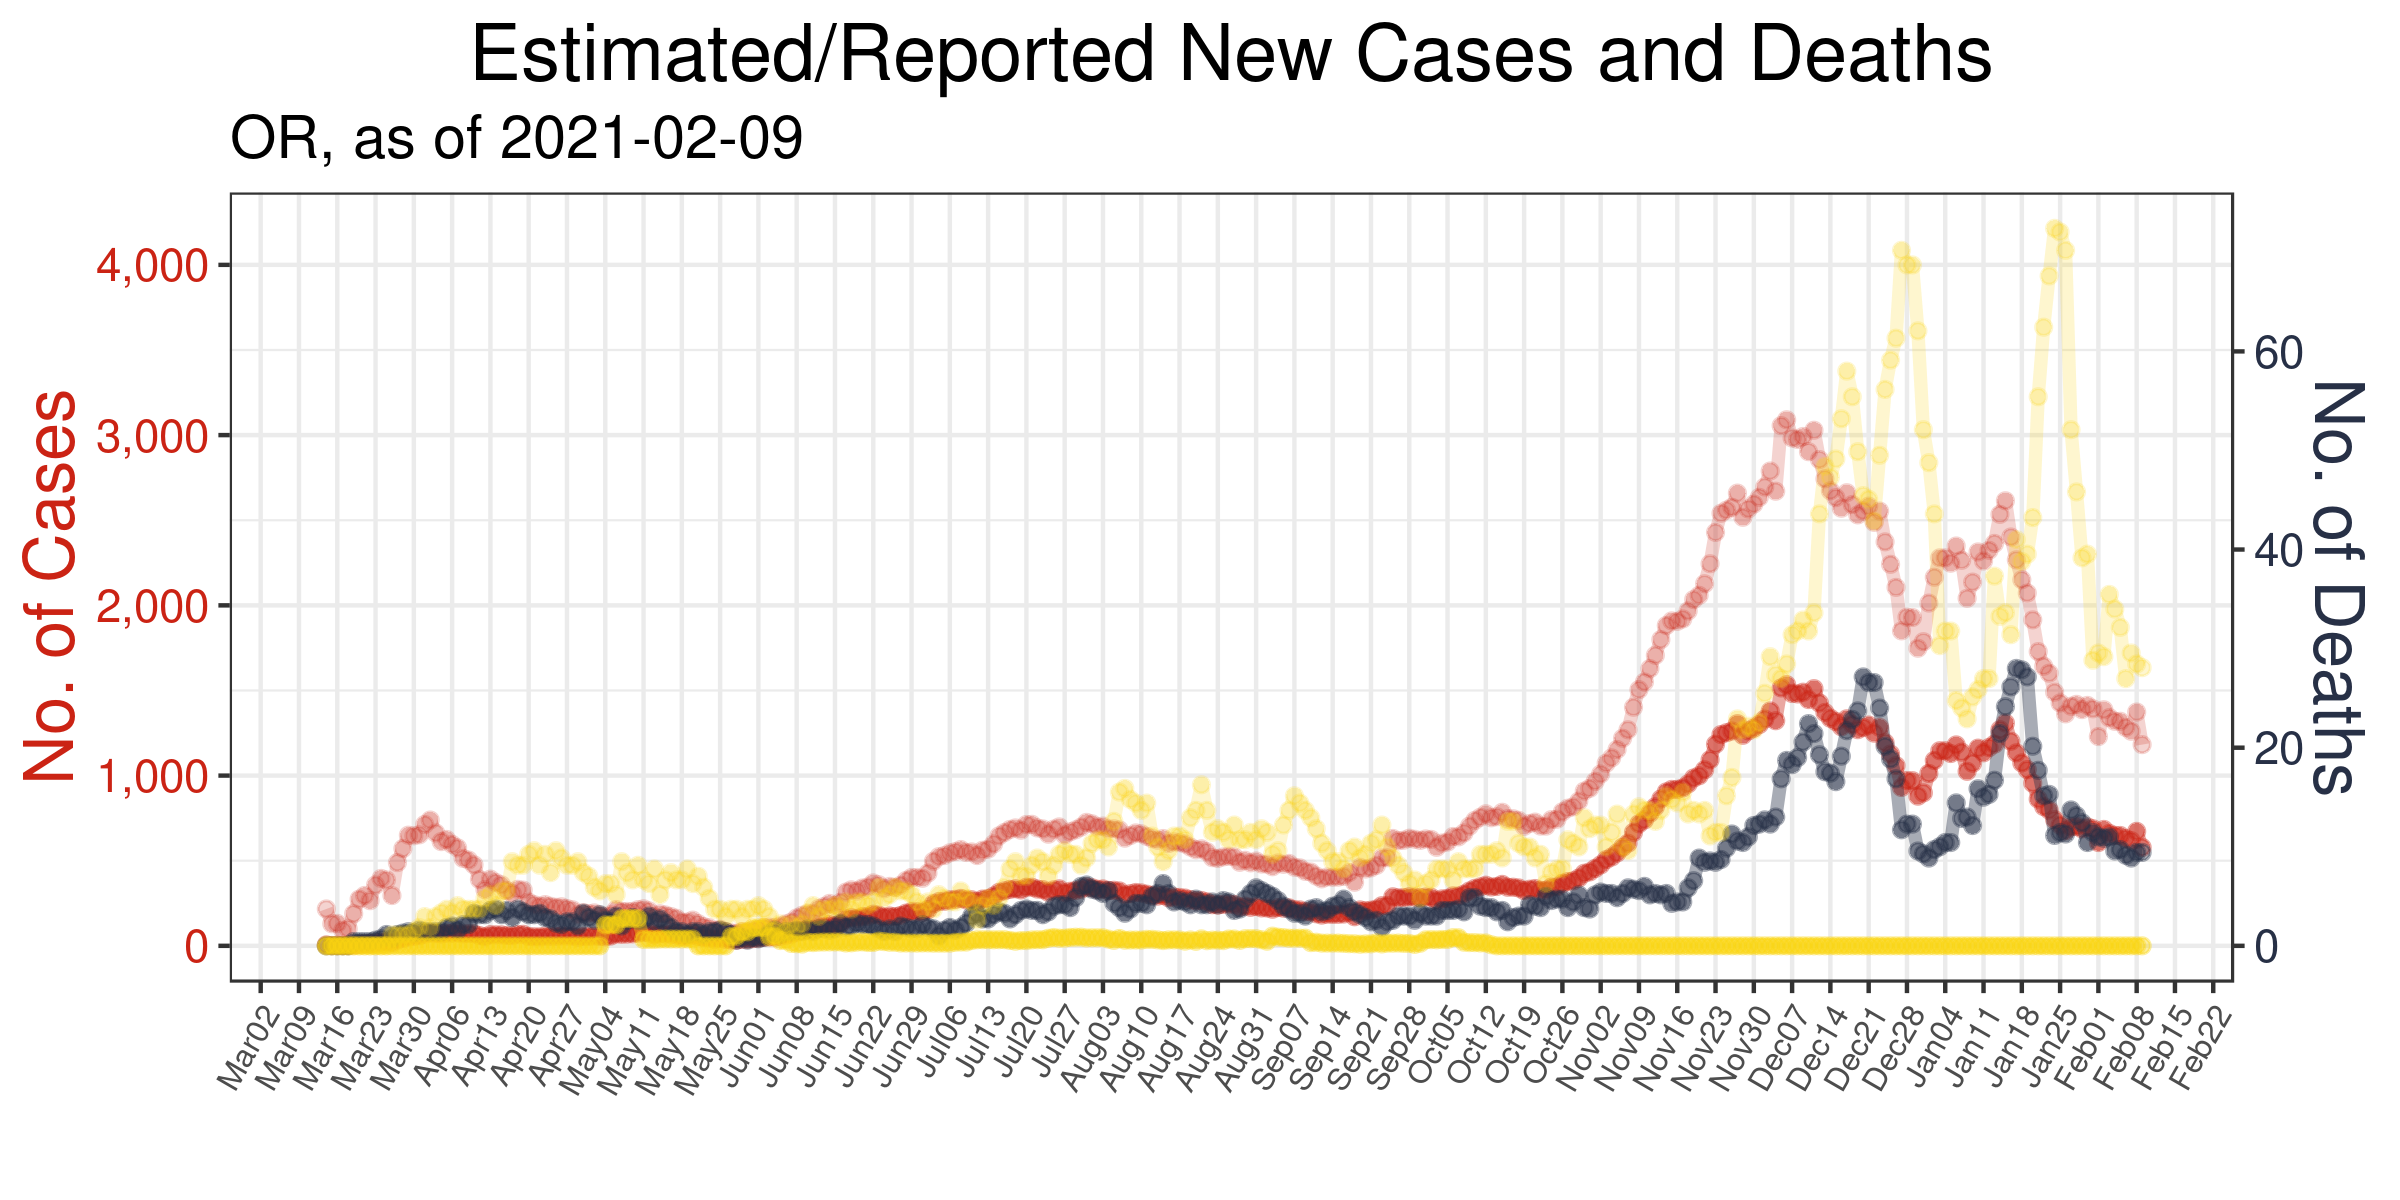 Estimated/Reported New Cases and Deaths
OR, as of 2021-02-09
No. of Cases
4,000
3,000
2,000
1,000
0
60
40
20
0
No. of Deaths
Mar02
Mar09
Mar16
Mar23
Mar30
Apr06
Apr13
Apr20
Apr27
May04
May11
May18
May25
Jun01
Jun08
Jun15
Jun22
Jun29
Jul06
Jul13
Jul20
Jul27
Aug03
Aug10
Aug17
Aug24
Aug31
Sep07
Sep14
Sep21
Sep28
Oct05
Oct12
Oct19
Oct26
Nov02
Nov09
Nov16
Nov23
Nov30
Dec07
Dec14
Dec21
Dec28
Dec04
Jan11
Jan18
Jan25
Feb01
Feb08
Feb15
Feb22